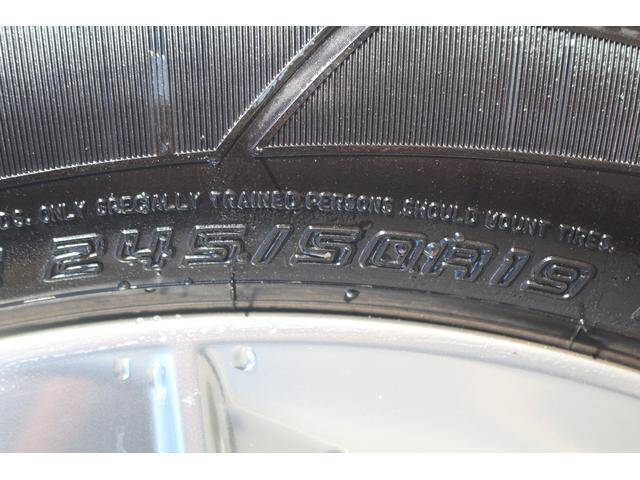 ONLY SPECIALLY TRAINED PERSONS SHOULD MOUNT TIRES.
245/50R19